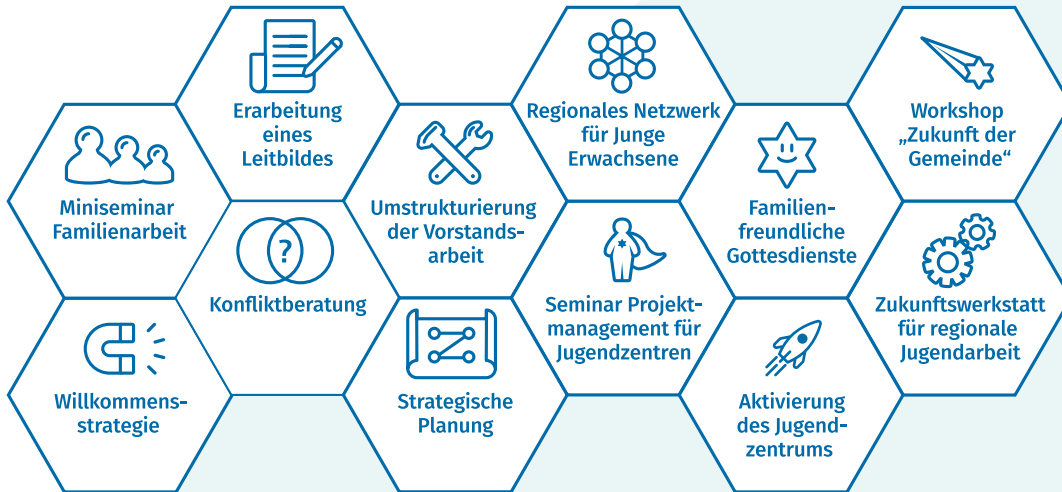 Erarbeitung
eines
Leitbildes
Regionales Netzwerk
für Junge
Erwachsene
Workshop
„Zukunft der
Gemeinde“
Miniseminar
Familienarbeit
Umstrukturierung
der Vorstands-
arbeit
Familien-
freundliche
Gottesdienste
?
Konfliktberatung
Seminar Projekt-
management für
Jugendzentren
Zukunftswerkstatt
für regionale
Jugendarbeit
Willkommens-
strategie
Strategische
Planung
Aktivierung
des Jugend-
zentrums